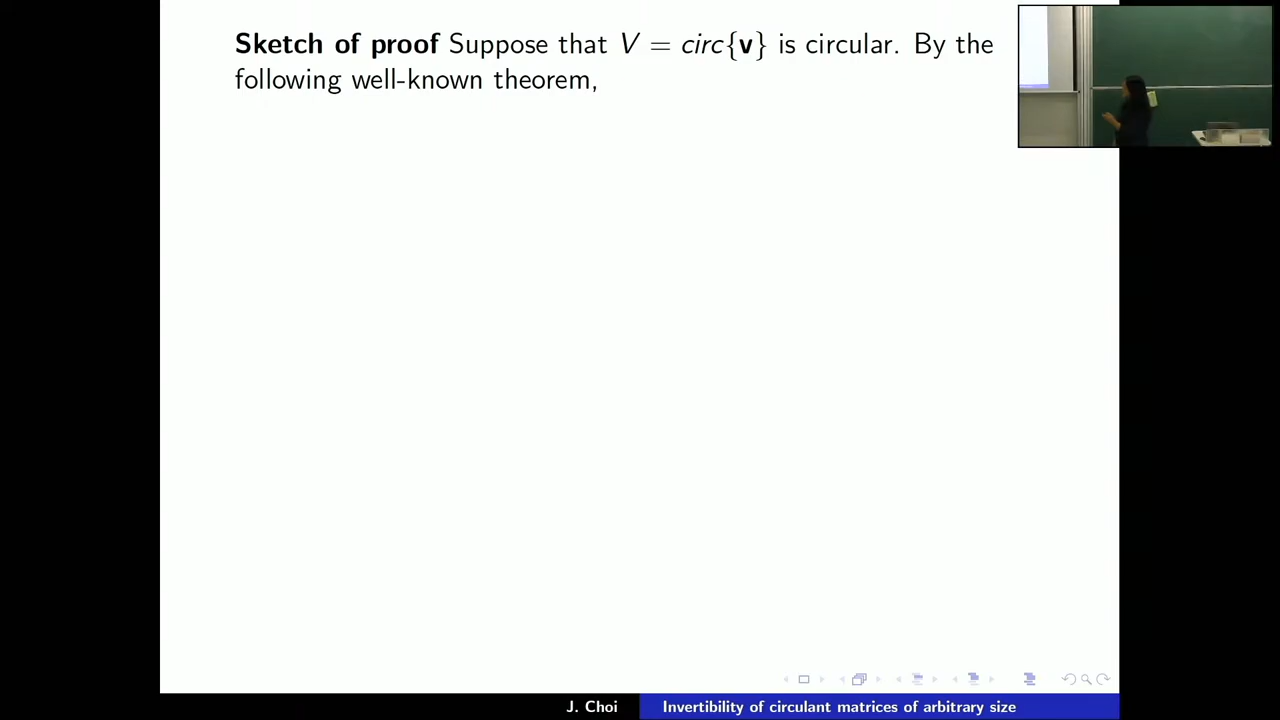 Sketch of proof Suppose that V = circ{v} is circular. By the
following well-known theorem,
J. Choi
Invertibility of circulant matrices of arbitrary size